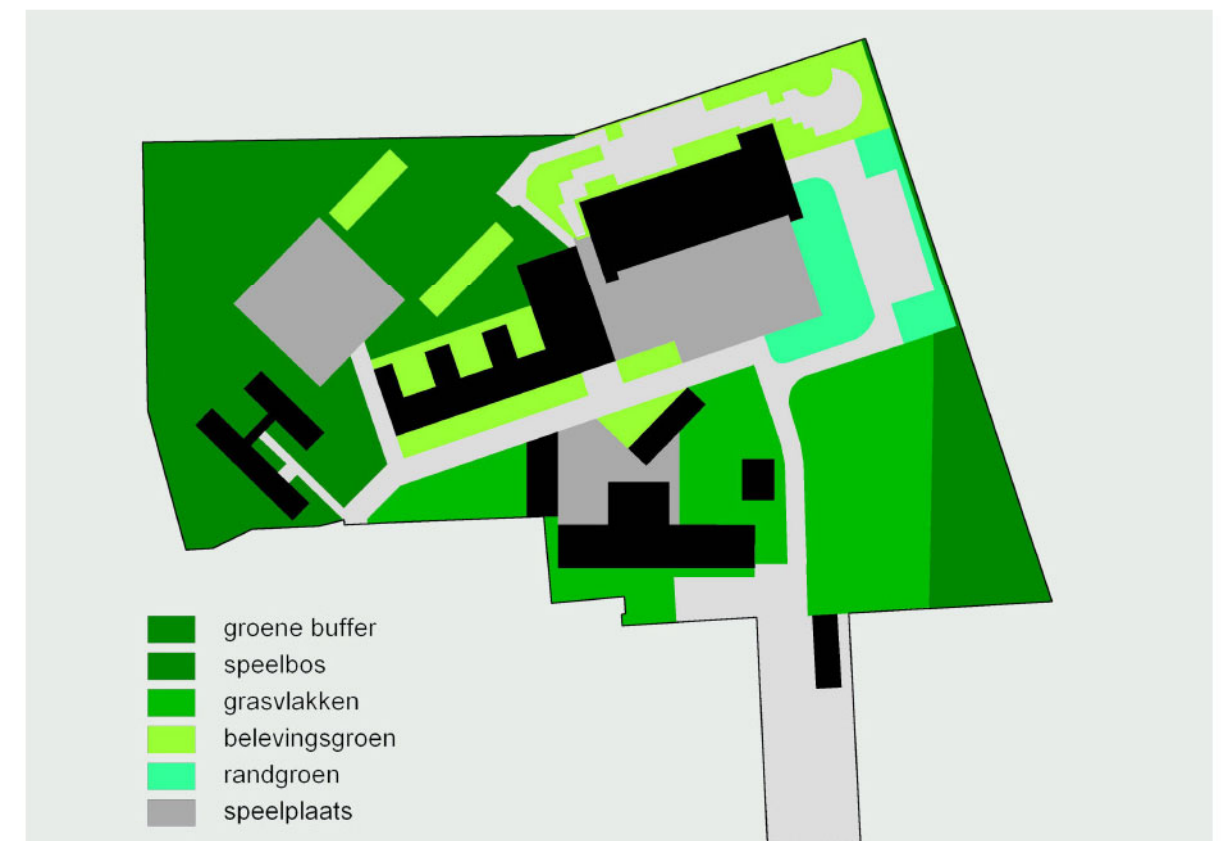 groene buffer
speelbos
grasvlakken
belevingsgroen
randgroen
speelplaats